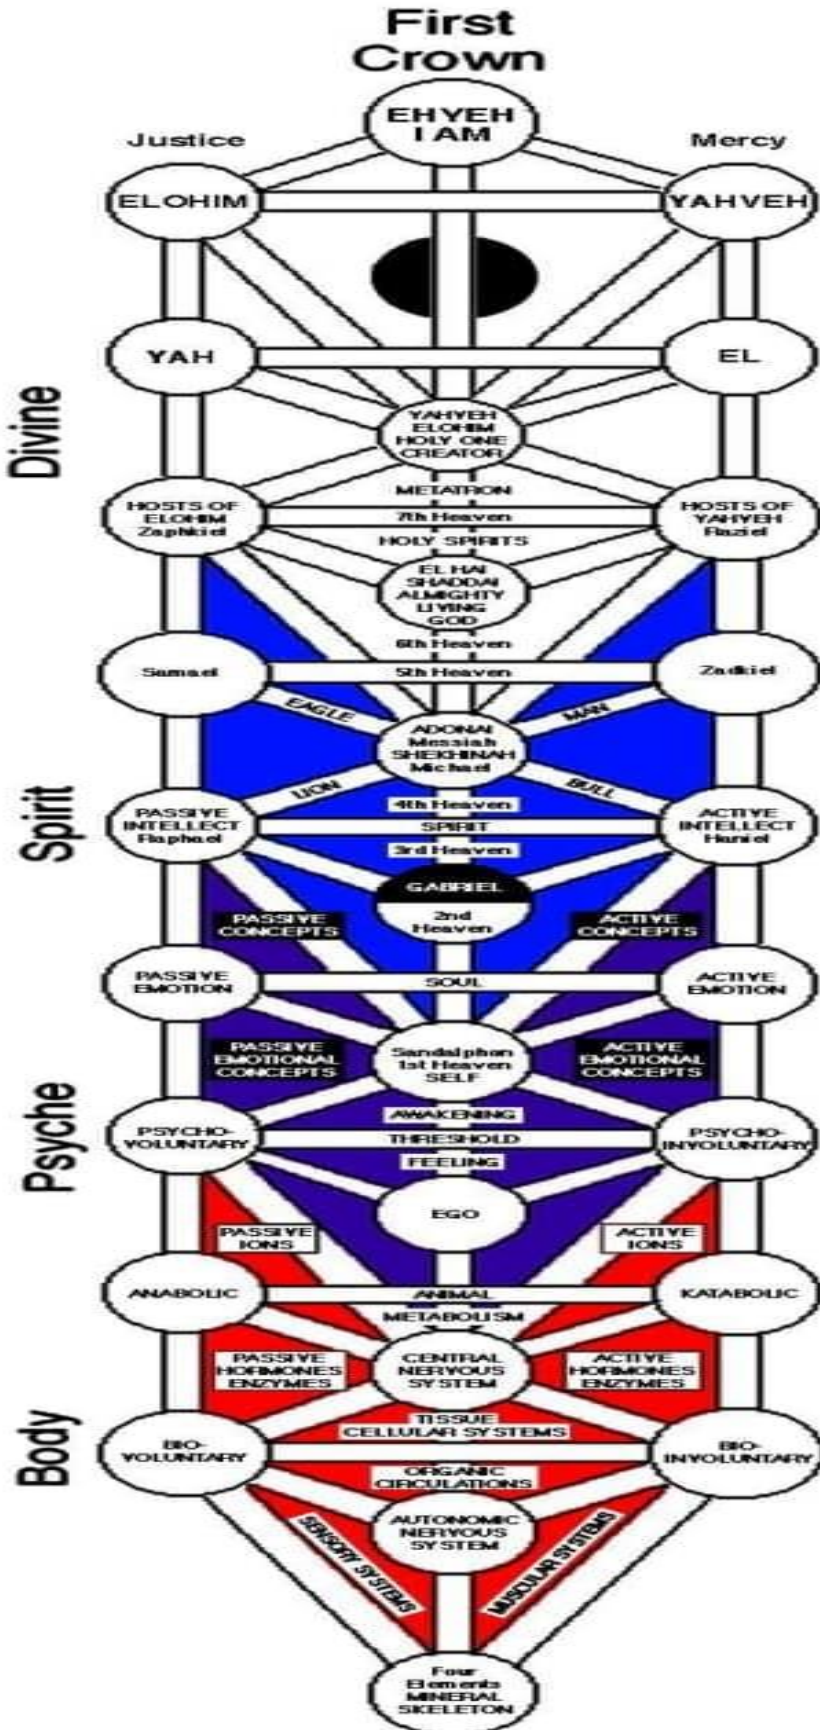 First
Crown
EHYEH
I AM
Justice
Mercy
ELOHIM
YAHVEH
YAH
EL
Divine
YAHVEH
ELOHIM
HOLY ONE
CREATOR
METATRON
HOSTS OF
ELOHIM
Zaphkiel
7th Heaven
HOSTS OF
YAHVEH
Raziel
HOLY SPIRITS
EL HAI
SHADDAI
ALMIGHTY
LIVING
GOD
6th Heaven
Samael
5th Heaven
Zadkiel
EAGLE
MAN
ADONAI
Messiah
SHEKHINAH
Michael
LION
BULL
Spirit
4th Heaven
PASSIVE
INTELLECT
Raphael
SPIRIT
ACTIVE
INTELLECT
Haniel
3rd Heaven
GABRIEL
2nd
Heaven
PASSIVE
CONCEPTS
ACTIVE
CONCEPTS
PASSIVE
EMOTION
SOUL
ACTIVE
EMOTION
PASSIVE
EMOTIONAL
CONCEPTS
Sandalphon
1st Heaven
SELF
ACTIVE
EMOTIONAL
CONCEPTS
Psyche
AWAKENING
PSYCHO-
VOLUNTARY
THRESHOLD
PSYCHO-
INVOLUNTARY
FEELING
EGO
PASSIVE
IONS
ACTIVE
IONS
ANABOLIC
ANIMAL
KATABOLIC
METABOLISM
PASSIVE
HORMONES
ENZYMES
CENTRAL
NERVOUS
SYSTEM
ACTIVE
HORMONES
ENZYMES
Body
TISSUE
CELLULAR SYSTEMS
BIO-
VOLUNTARY
BIO-
INVOLUNTARY
ORGANIC
CIRCULATIONS
AUTONOMIC
NERVOUS
SYSTEM
SENSORY SYSTEMS
MUSCULAR SYSTEMS
Four
Elements
MINERAL
SKELETON